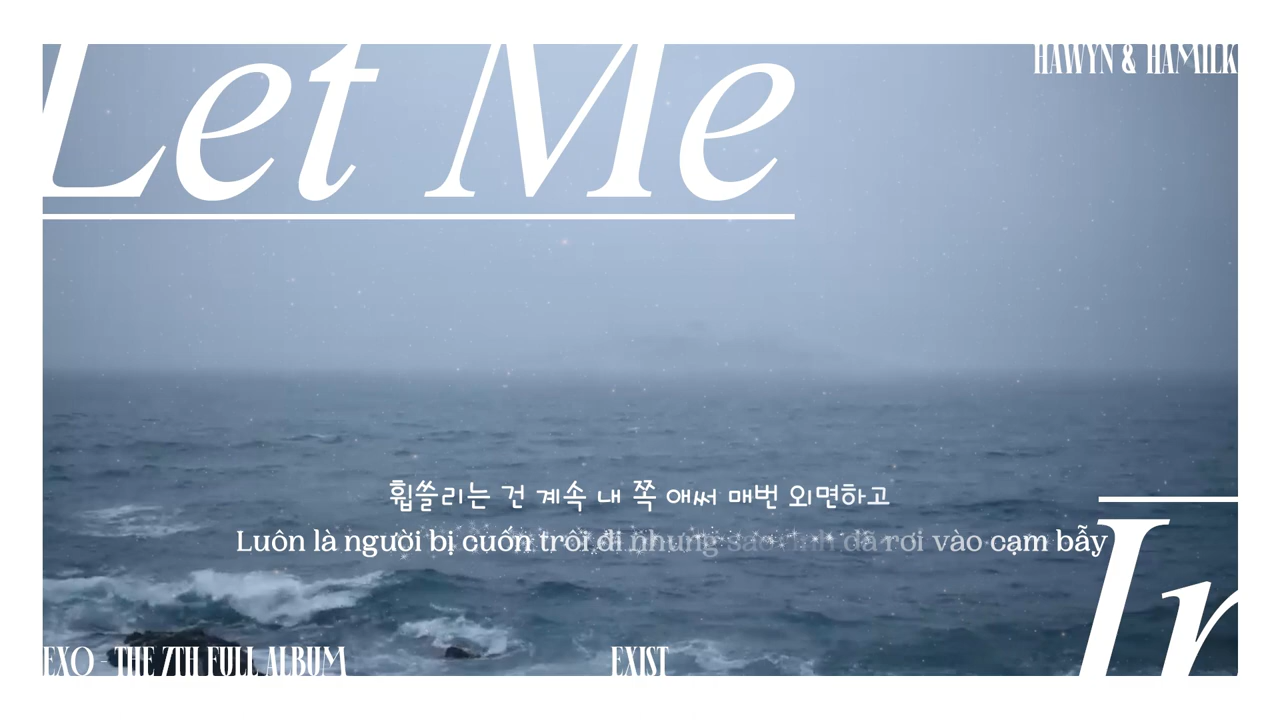 Let Me
HAWYN & HAMILK
휩쓸리는 건 계속 내 쪽 애써 매번 외면하고
Luôn là người bị cuốn trôi đi nhưng sao anh đã rơi vào cạm bẫy
In
EXO - THE 7TH FULL ALBUM
EXIST